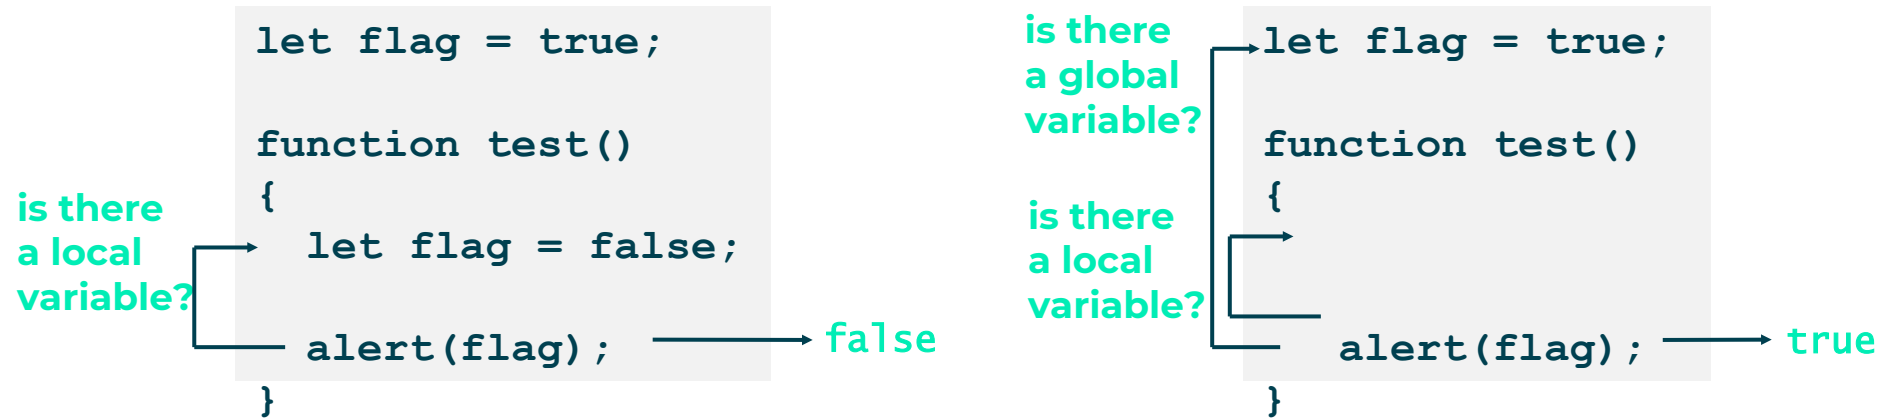 let flag = true;
function test()
{
is there
a local
variable?
let flag = false;
alert(flag);
false
}
is there
a global
variable?
let flag = true;
function test()
{
is there
a local
variable?
alert(flag);
true
}